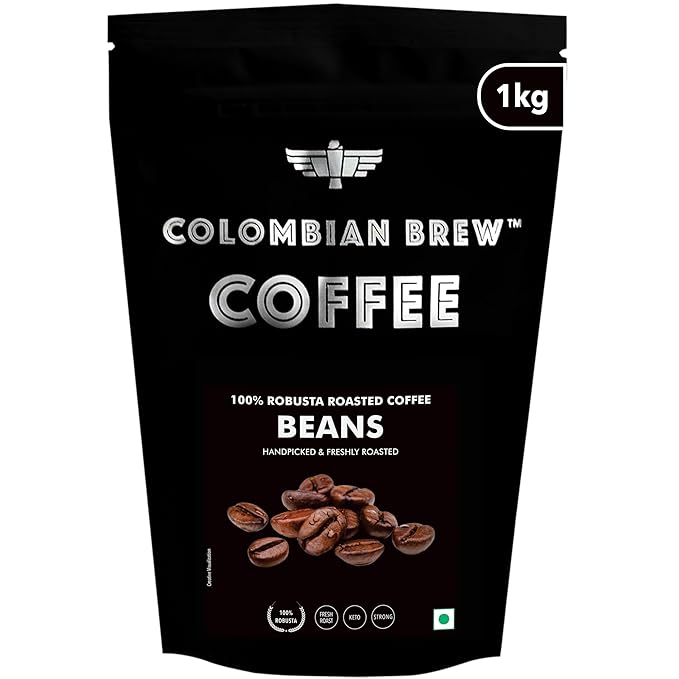 1kg
COLOMBIAN BREW™
COFFEE
100% ROBUSTA ROASTED COFFEE
BEANS
HANDPICKED & FRESHLY ROASTED
Creative Visualization
100%
ROBUSTA
FRESH
ROAST
KETO
STRONG